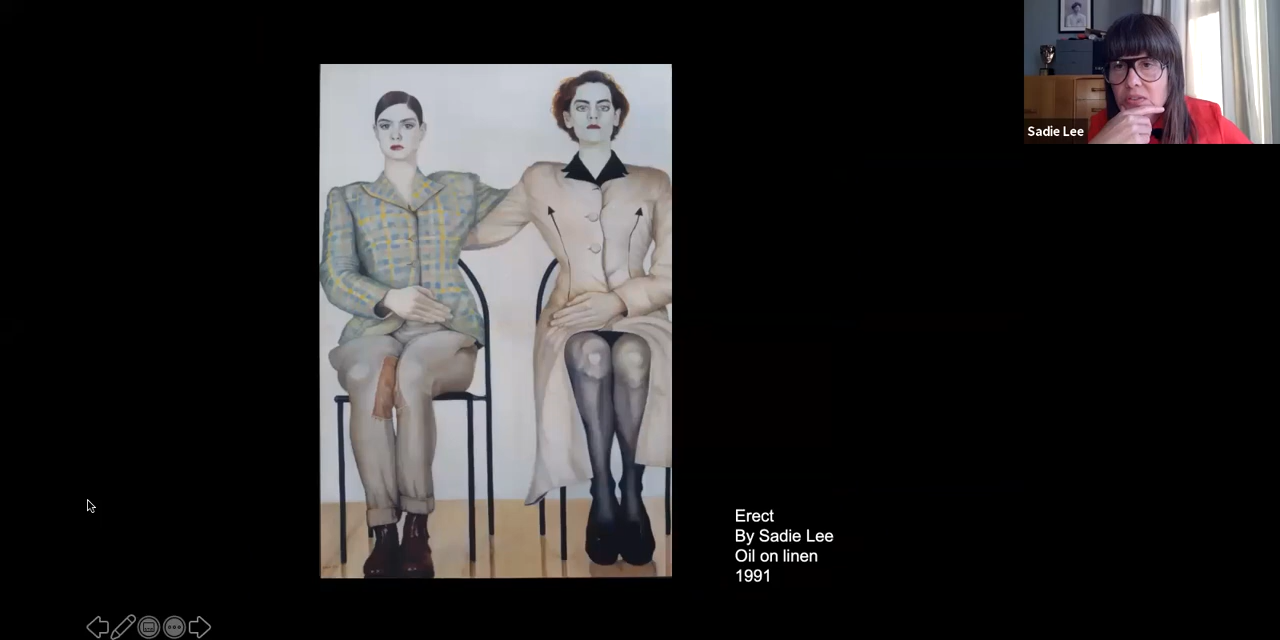 Sadie Lee
Erect
By Sadie Lee
Oil on linen
1991